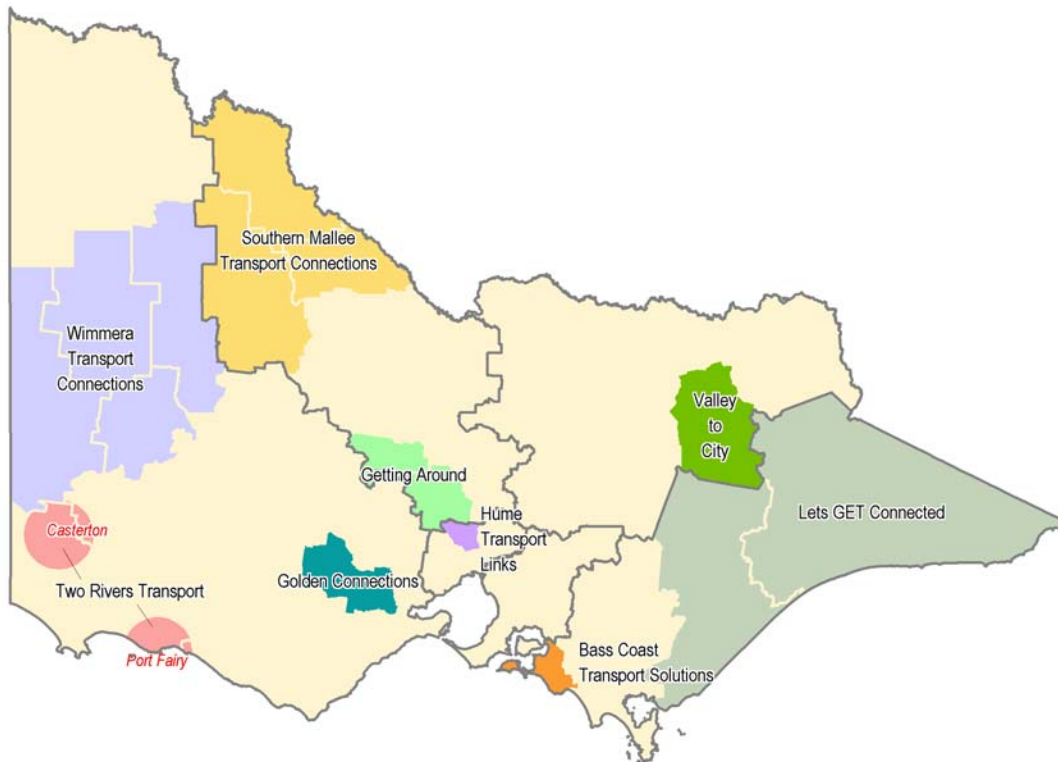 Southern Mallee
Transport Connections
Wimmera
Transport
Connections
Valley
to
City
Getting Around
Hume
Transport
Links
Lets GET Connected
Casterton
Golden Connections
Two Rivers Transport
Port Fairy
Bass Coast
Transport Solutions